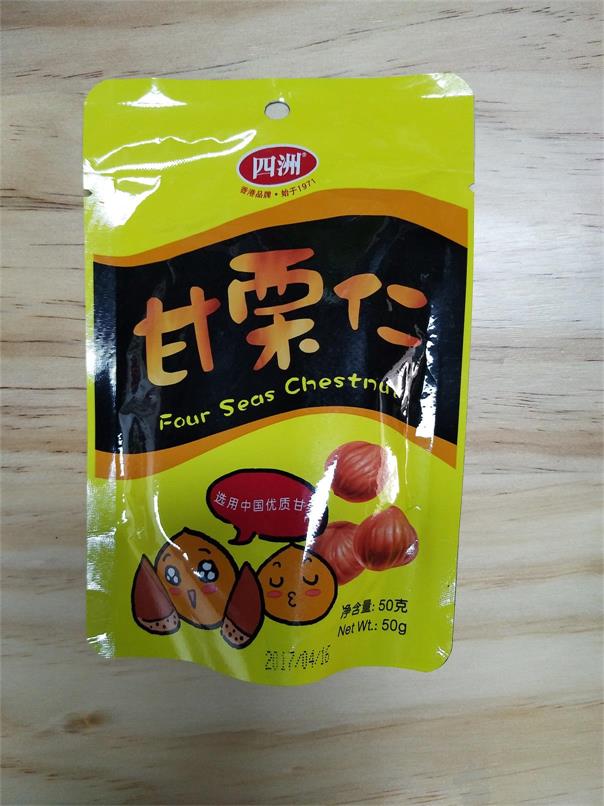 四洲®
香港品牌·始于1971
甘栗仁
Four Seas Chestnut
选用中国优质甘
净含量: 50克
Net Wt.: 50g
2017/04/16